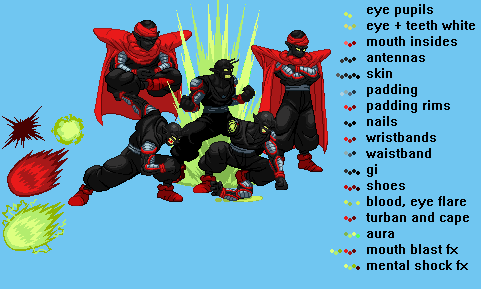 eye pupils
eye + teeth white
mouth insides
antennas
skin
padding
padding rims
nails
wristbands
waistband
gi
shoes
blood, eye flare
turban and cape
aura
mouth blast fx
mental shock fx